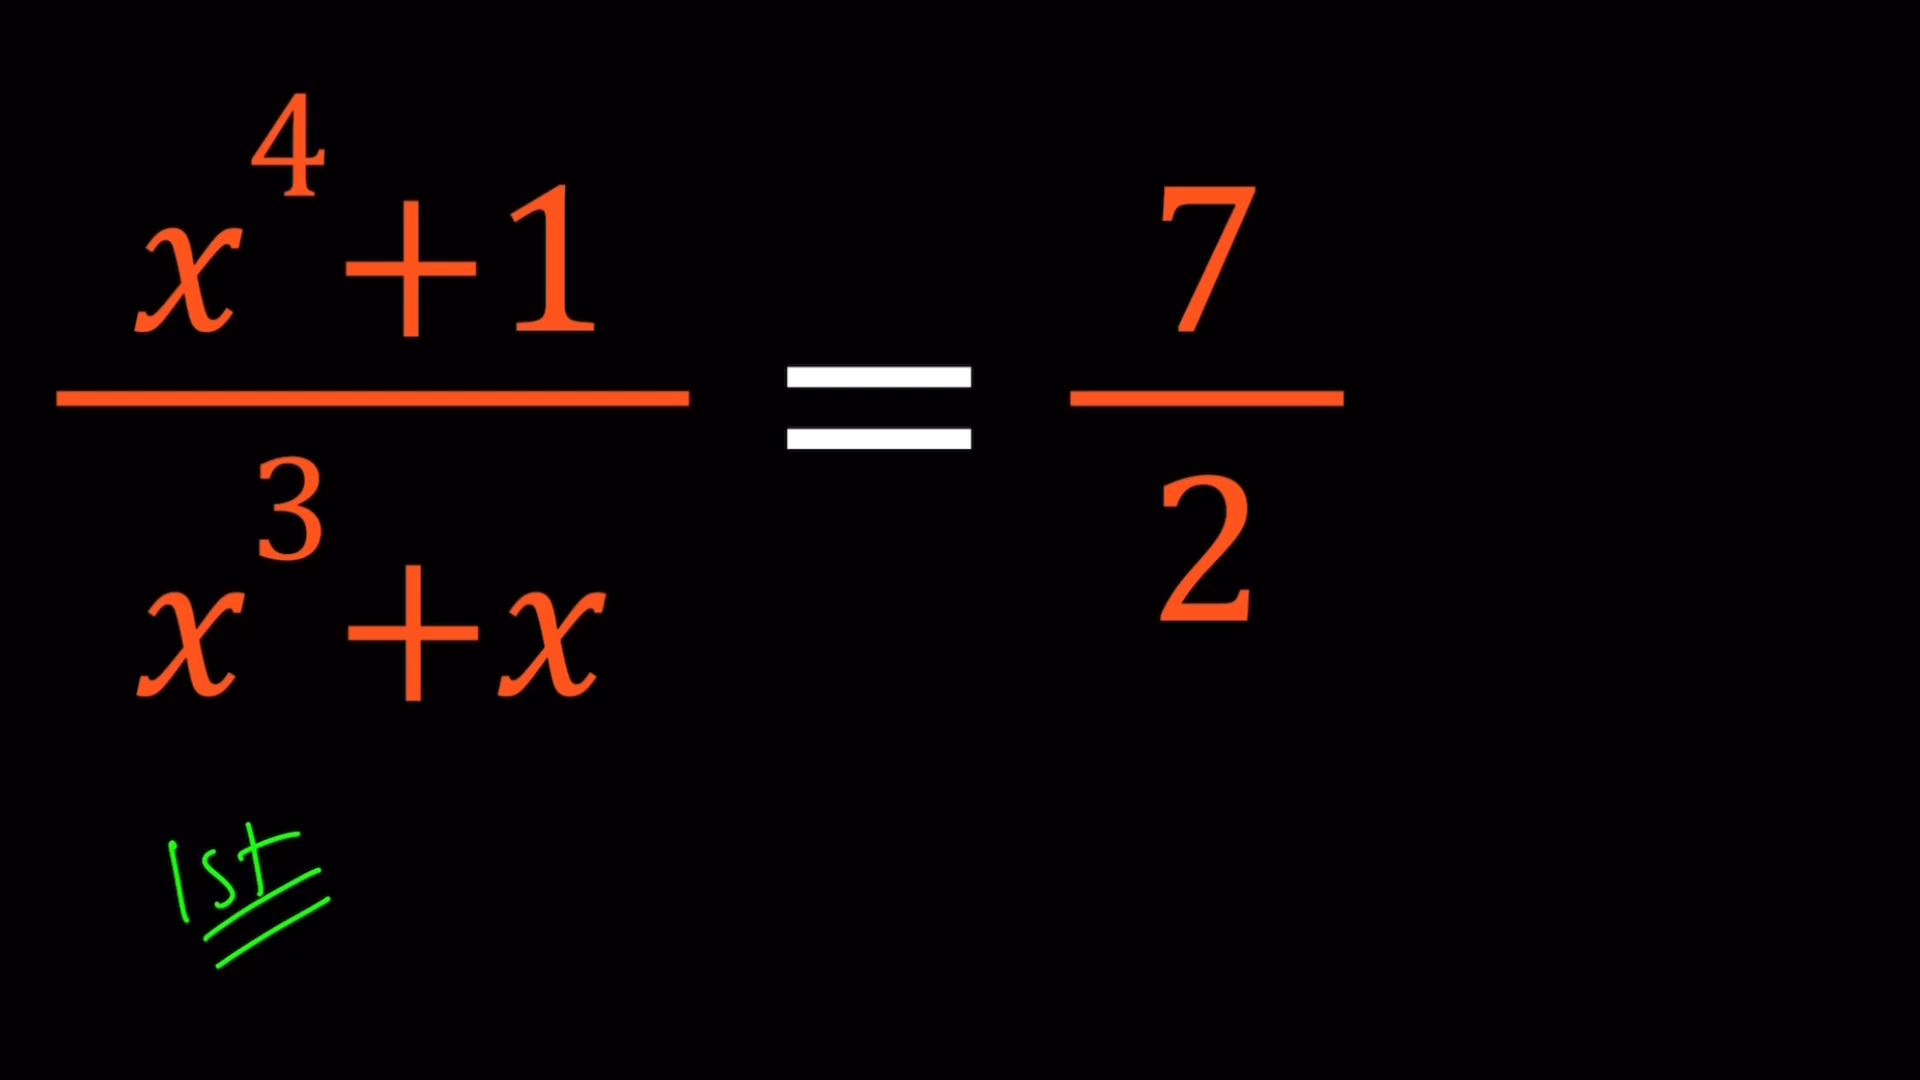 x⁴+1 / x³+x = 7/2
1st